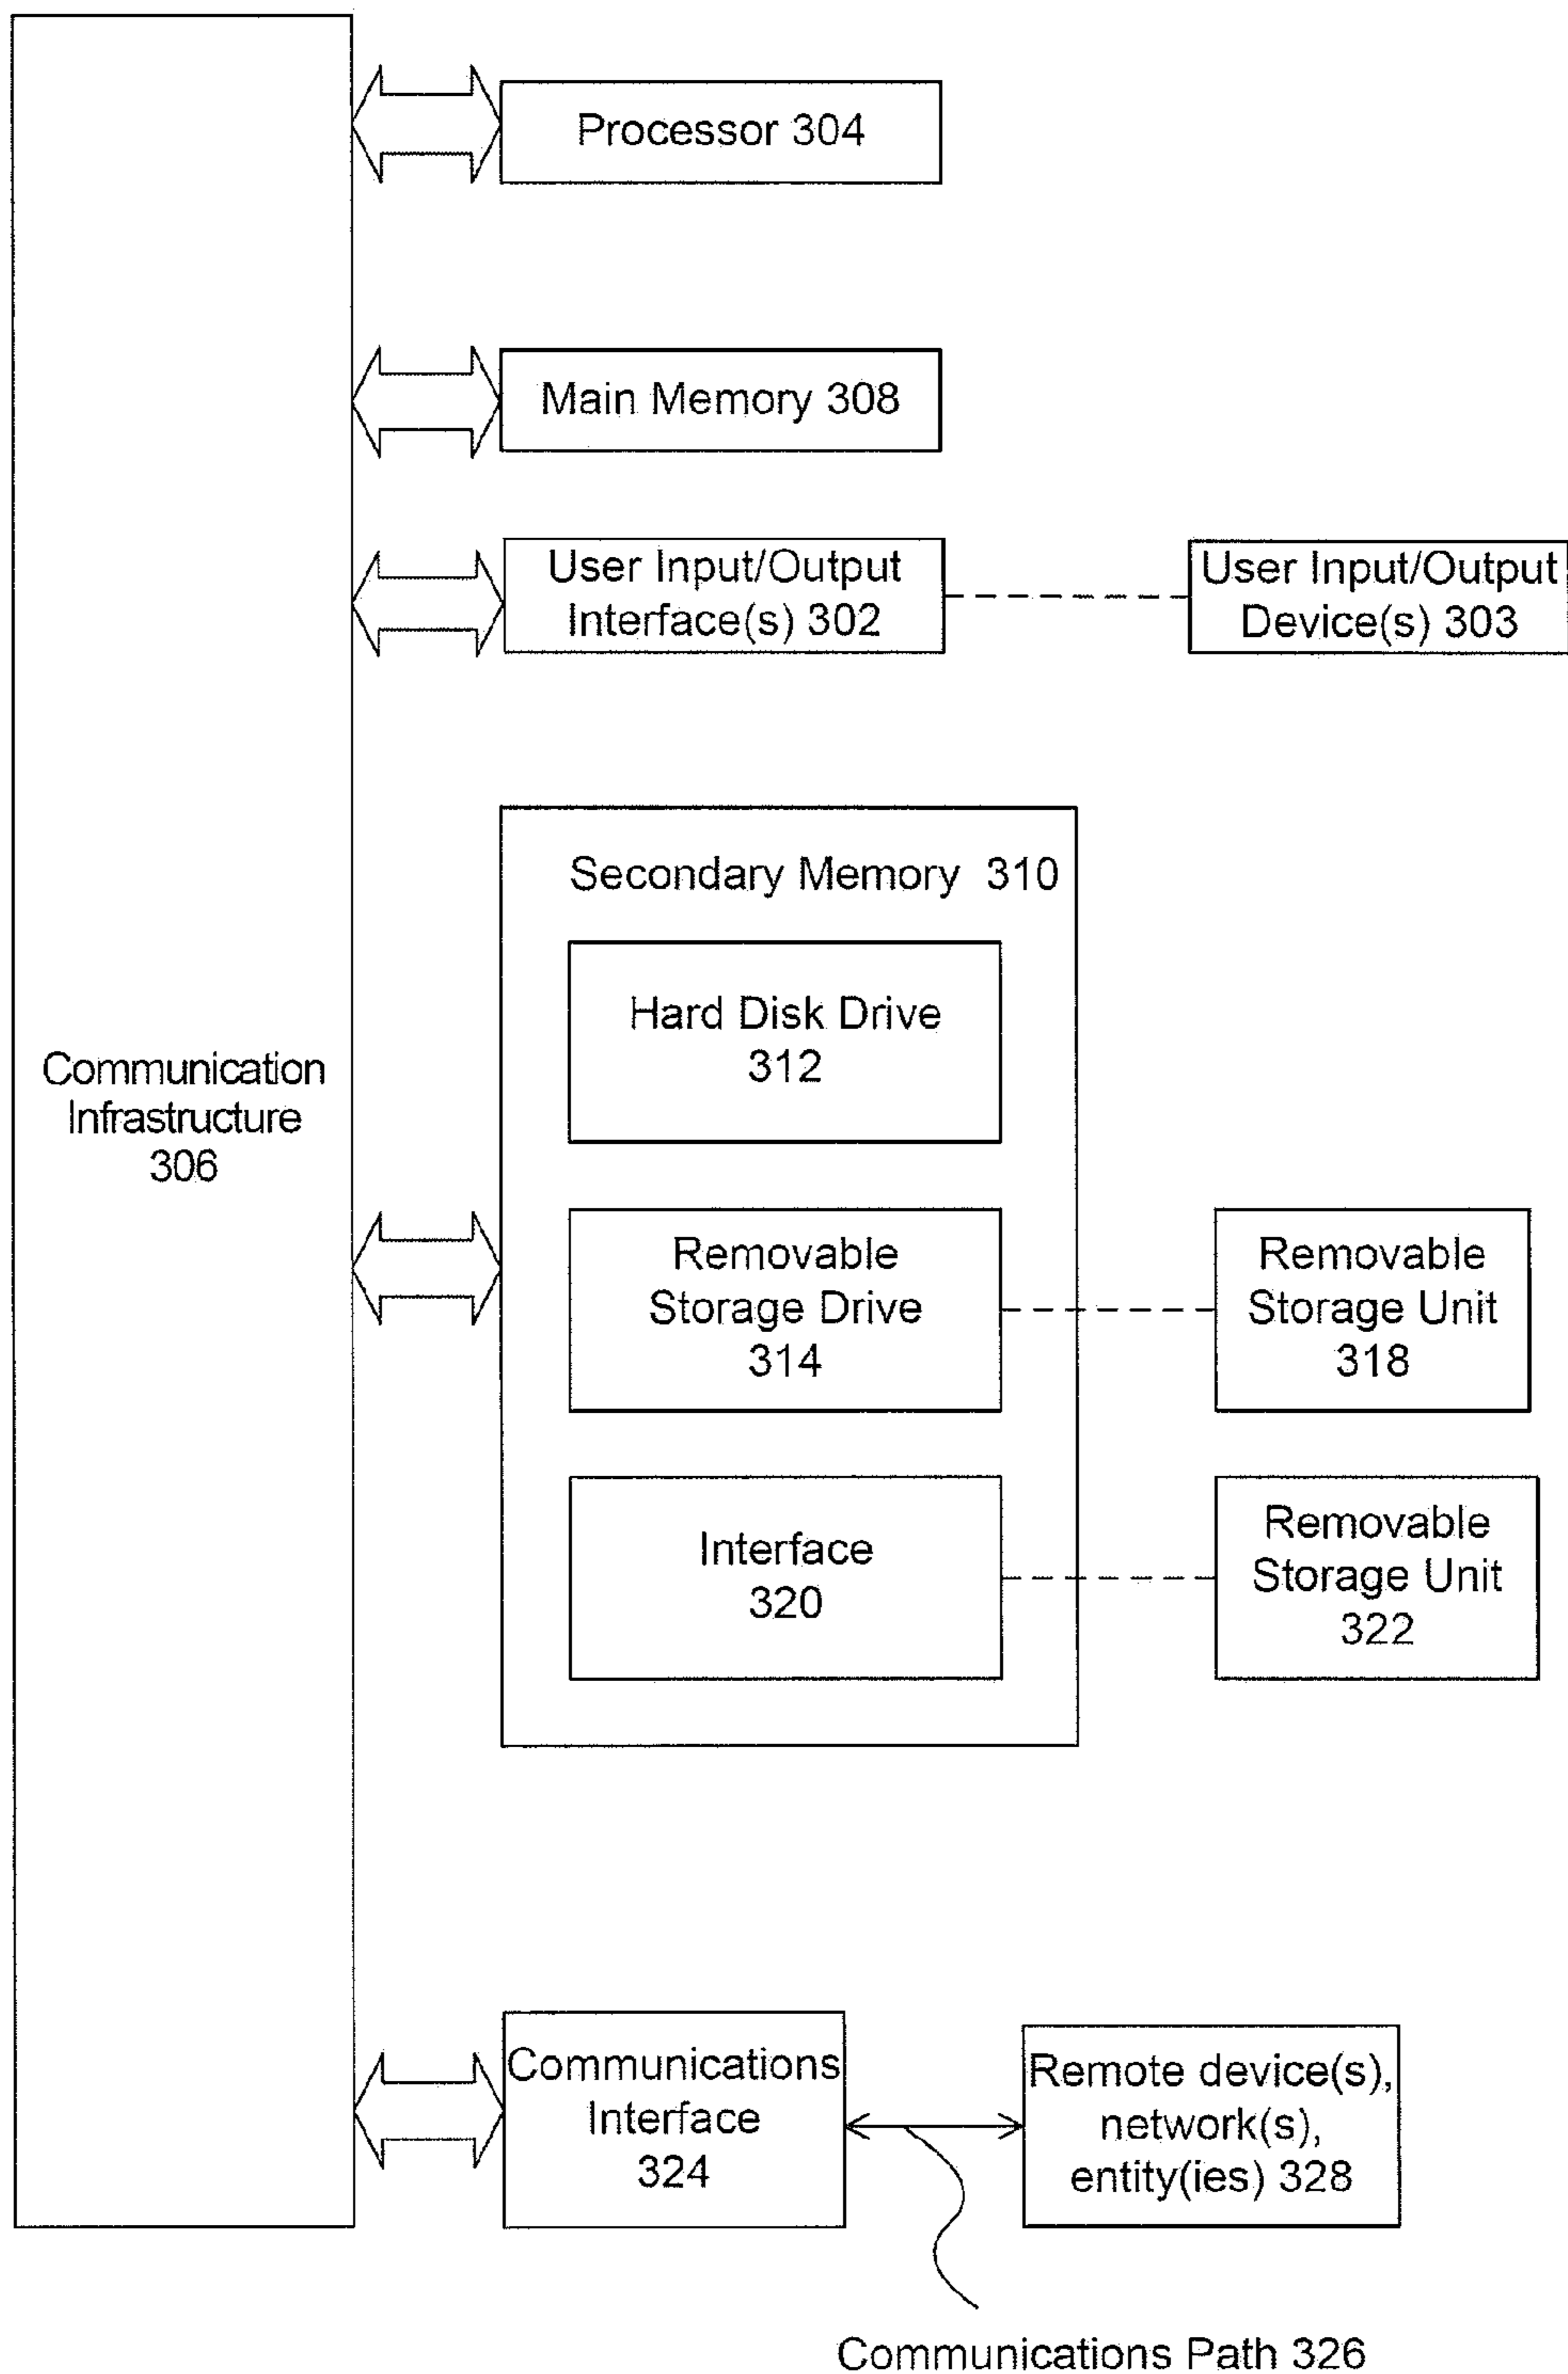 Processor 304
Main Memory 308
User Input/Output
Interface(s) 302
User Input/Output
Device(s) 303
Secondary Memory 310
Hard Disk Drive
312
Communication
Infrastructure
306
Removable
Storage Drive
314
Removable
Storage Unit
318
Interface
320
Removable
Storage Unit
322
Communications
Interface
324
Remote device(s),
network(s),
entity(ies) 328
Communications Path 326